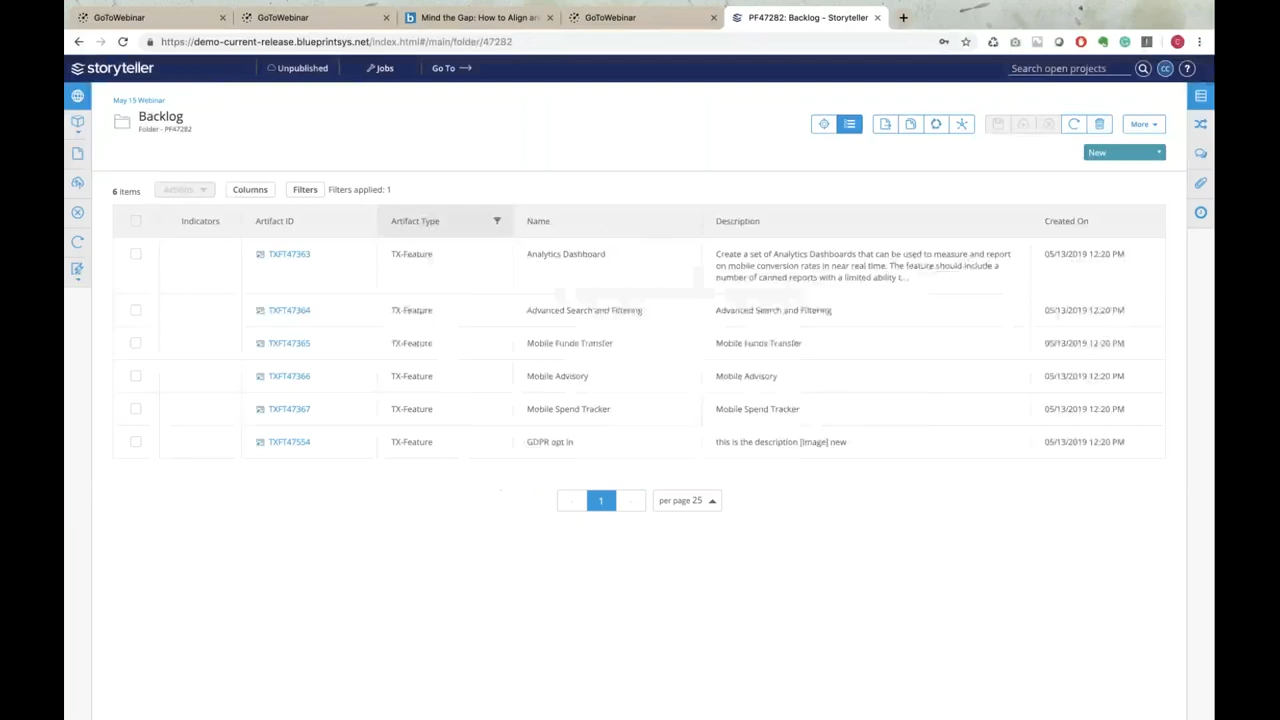 GoToWebinar
GoToWebinar
Mind the Gap: How to Align an
GoToWebinar
PF47282: Backlog - Storyteller
https://demo-current-release.blueprintsys.net/index.html#/main/folder/47282
storyteller
Unpublished
Jobs
Go To
Search open projects
CC
?
May 15 Webinar
Backlog
Folder - PF47282
More
New
6 items
Actions
Columns
Filters
Filters applied: 1
Indicators
Artifact ID
Artifact Type
Name
Description
Created On
TXFT47363
TX-Feature
Analytics Dashboard
Create a set of Analytics Dashboards that can be used to measure and report
on mobile conversion rates in near real time. The feature should include a
number of canned reports with a limited ability t...
05/13/2019 12:20 PM
TXFT47364
TX-Feature
Advanced Search and Filtering
Advanced Search and Filtering
05/13/2019 12:20 PM
TXFT47365
TX-Feature
Mobile Funds Transfer
Mobile Funds Transfer
05/13/2019 12:20 PM
TXFT47366
TX-Feature
Mobile Advisory
Mobile Advisory
05/13/2019 12:20 PM
TXFT47367
TX-Feature
Mobile Spend Tracker
Mobile Spend Tracker
05/13/2019 12:20 PM
TXFT47554
TX-Feature
GDPR opt in
this is the description [image] new
05/13/2019 12:20 PM
1
per page 25